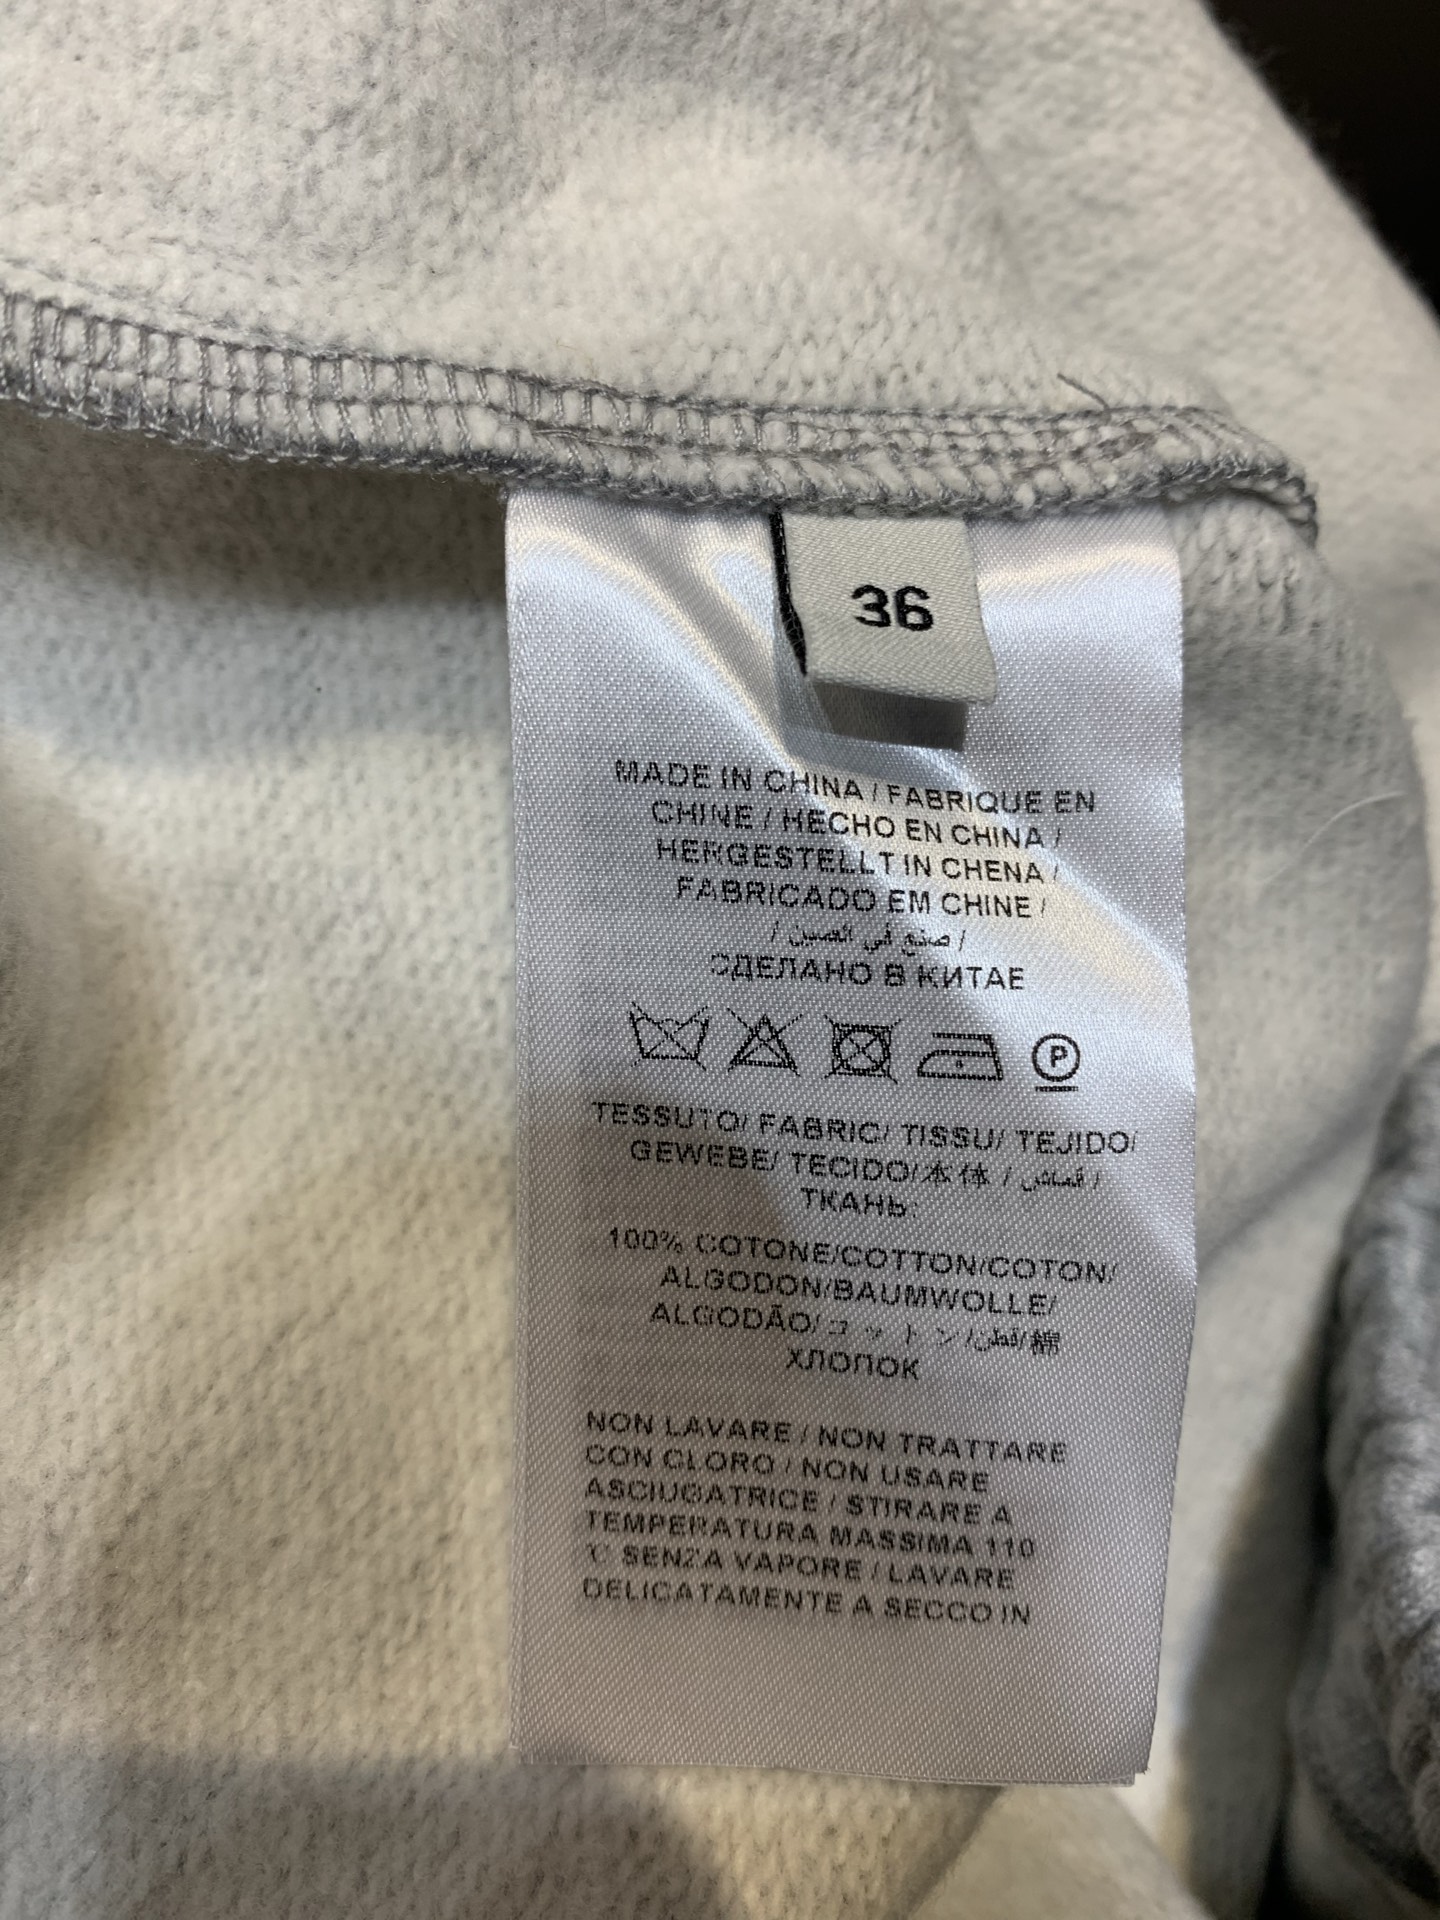 36
MADE IN CHINA / FABRIQUE EN
CHINE / HECHO EN CHINA /
HERGESTELLT IN CHENA /
FABRICADO EM CHINE /
/ صنع في الصين /
СДЕЛАНО В КИТАЕ
P
TESSUTO/ FABRIC/ TISSU/ TEJIDO/
GEWEBE/ TECIDO/本体 / قماش /
ТКАНЬ:
100% COTONE/COTTON/COTON/
ALGODON/BAUMWOLLE/
ALGODÃO/コットン/قطن/綿
ХЛОПОК
NON LAVARE / NON TRATTARE
CON CLORO / NON USARE
ASCIUGATRICE / STIRARE A
TEMPERATURA MASSIMA 110
℃ SENZA VAPORE / LAVARE
DELICATAMENTE A SECCO IN